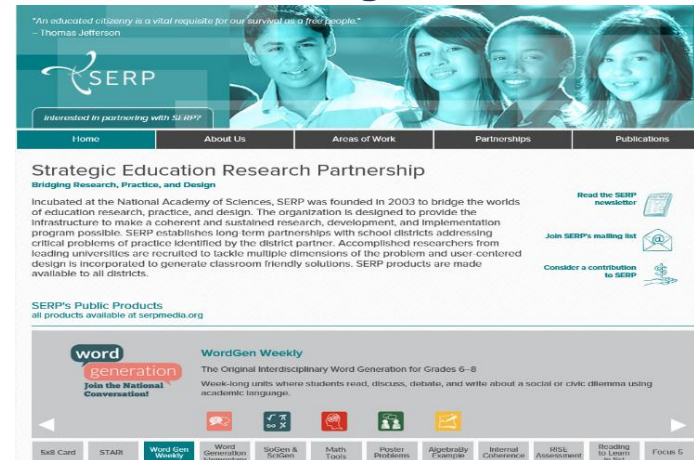 "An educated citizenry is a vital requisite for our survival as a free people."
– Thomas Jefferson
SERP
Interested in partnering with SERP?
Home About Us Areas of Work Partnerships Publications
Strategic Education Research Partnership
Bridging Research, Practice, and Design
Incubated at the National Academy of Sciences, SERP was founded in 2003 to bridge the worlds
of education research, practice, and design. The organization is designed to provide the
infrastructure to make a coherent and sustained research, development, and implementation
program possible. SERP establishes long-term partnerships with school districts addressing
critical problems of practice identified by the district partner. Accomplished researchers from
leading universities are recruited to tackle multiple dimensions of the problem and user-centered
design is incorporated to generate classroom friendly solutions. SERP products are made
available to all districts.
Read the SERP
newsletter
Join SERP's mailing list
Consider a contribution
to SERP
SERP's Public Products
all products available at serpmedia.org
word
generation
Join the National
Conversation!
WordGen Weekly
The Original Interdisciplinary Word Generation for Grades 6–8
Week-long units where students read, discuss, debate, and write about a social or civic dilemma using
academic language.
5x8 Card
STARI
Word Gen
Weekly
Word
Generation
Elementary
SoGen &
SciGen
Math
Tools
Poster
Problems
AlgebraBy
Example
Internal
Coherence
RISE
Assessment
Reading
to Learn
Focus 5